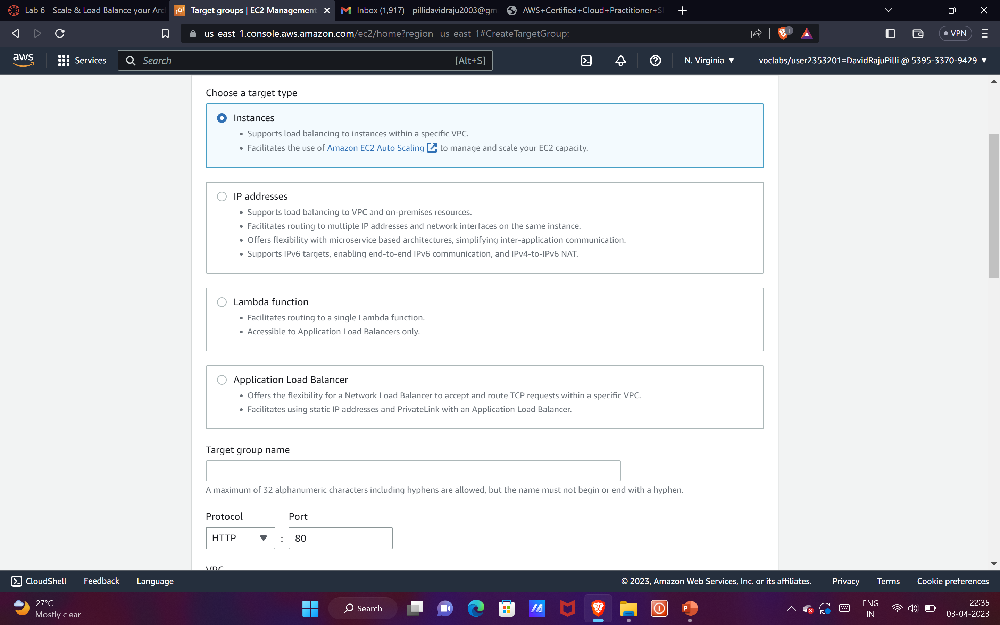 Lab 6 - Scale & Load Balance your Arc
Target groups | EC2 Management
Inbox (1,917) - pillidavidraju2003@gm
AWS+Certified+Cloud+Practitioner+S
us-east-1.console.aws.amazon.com/ec2/home?region=us-east-1#CreateTargetGroup:
1
VPN
aws
Services
Search
[Alt+S]
N. Virginia
voclabs/user2353201=DavidRajuPilli @ 5395-3370-9429
Choose a target type
Instances
• Supports load balancing to instances within a specific VPC.
• Facilitates the use of Amazon EC2 Auto Scaling to manage and scale your EC2 capacity.
IP addresses
• Supports load balancing to VPC and on-premises resources.
• Facilitates routing to multiple IP addresses and network interfaces on the same instance.
• Offers flexibility with microservice based architectures, simplifying inter-application communication.
• Supports IPv6 targets, enabling end-to-end IPv6 communication, and IPv4-to-IPv6 NAT.
Lambda function
• Facilitates routing to a single Lambda function.
• Accessible to Application Load Balancers only.
Application Load Balancer
• Offers the flexibility for a Network Load Balancer to accept and route TCP requests within a specific VPC.
• Facilitates using static IP addresses and PrivateLink with an Application Load Balancer.
Target group name
A maximum of 32 alphanumeric characters including hyphens are allowed, but the name must not begin or end with a hyphen.
Protocol Port
HTTP : 80
VPC
CloudShell Feedback Language
© 2023, Amazon Web Services, Inc. or its affiliates. Privacy Terms Cookie preferences
27°C
Mostly clear
Search
ENG
IN
22:35
03-04-2023